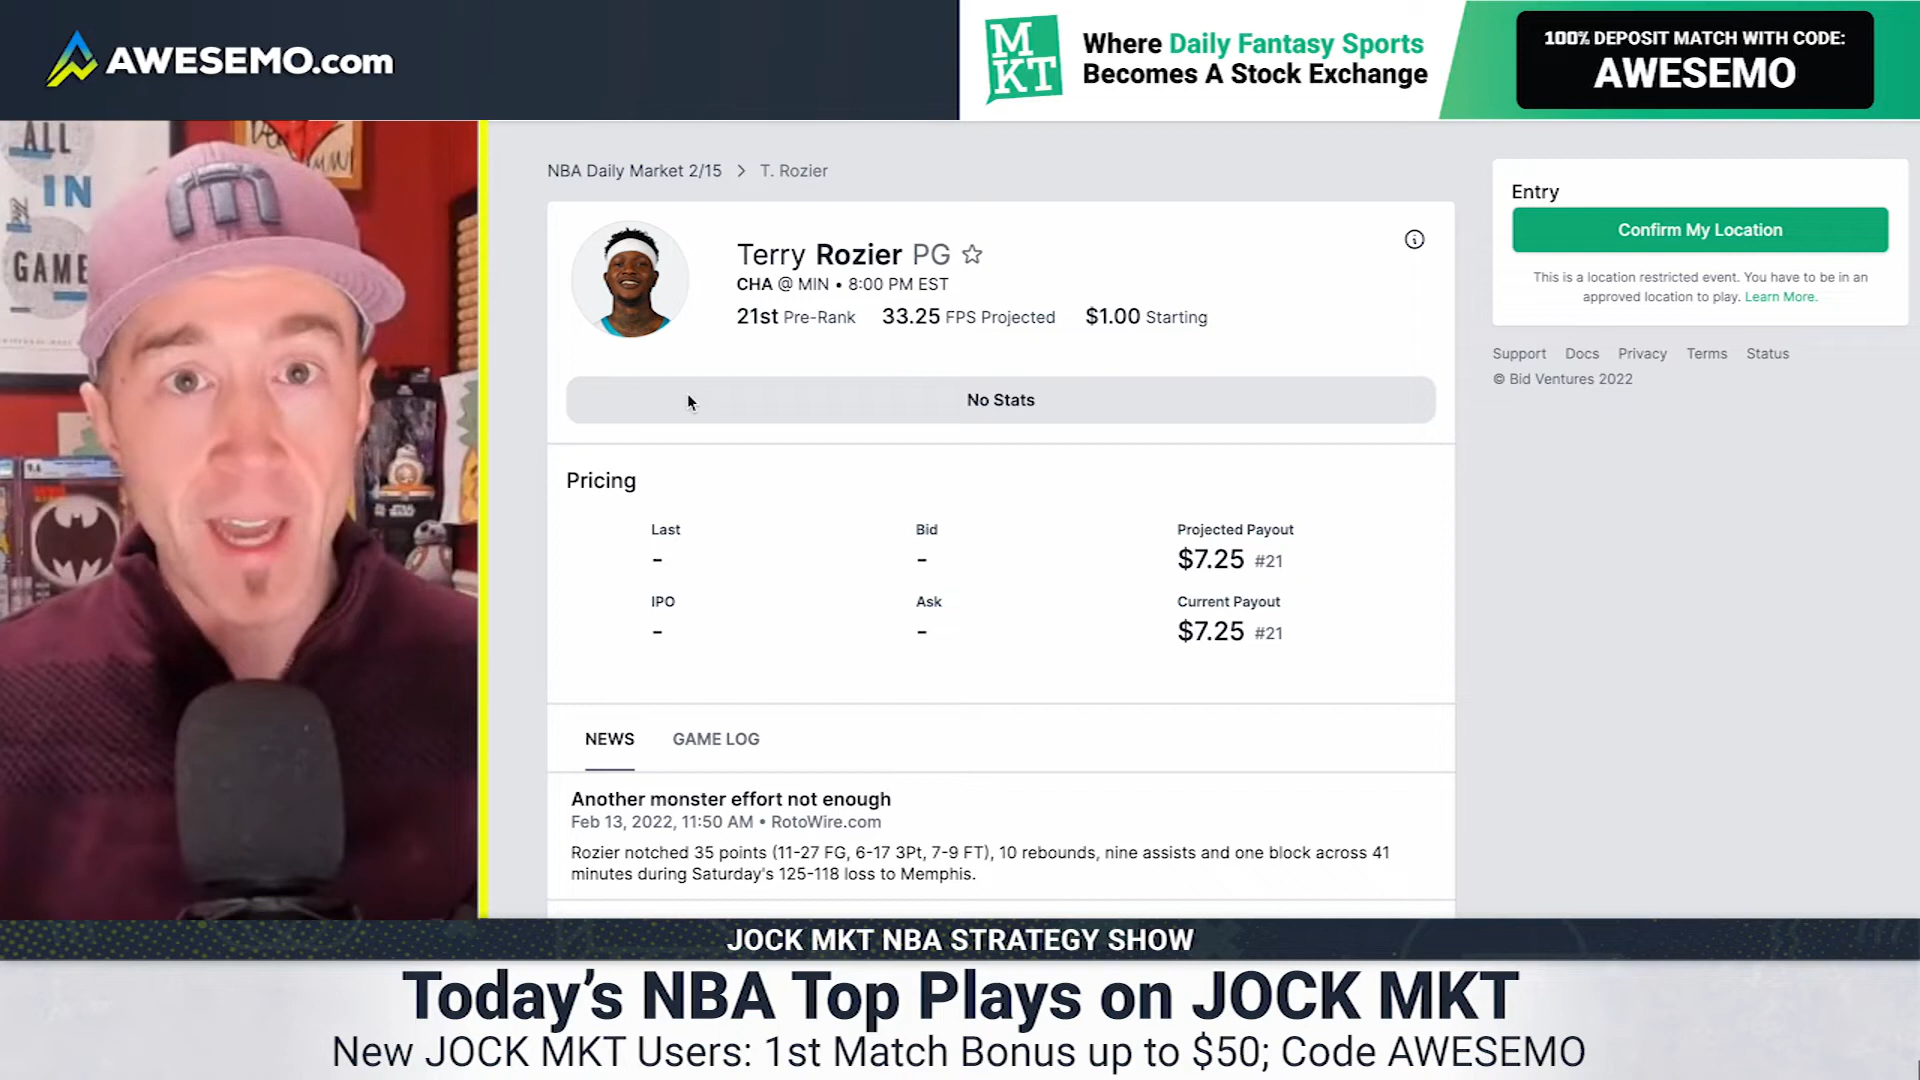 AWESEMO.com
M
KT
Where Daily Fantasy Sports
Becomes A Stock Exchange
100% DEPOSIT MATCH WITH CODE:
AWESEMO
ALL
IN
The
GAME
9.6
NBA Daily Market 2/15 > T. Rozier
Terry Rozier PG
CHA @ MIN • 8:00 PM EST
21st Pre-Rank 33.25 FPS Projected $1.00 Starting
No Stats
Pricing
Last Bid Projected Payout
- - $7.25 #21
IPO Ask Current Payout
- - $7.25 #21
NEWS GAME LOG
Another monster effort not enough
Feb 13, 2022, 11:50 AM • RotoWire.com
Rozier notched 35 points (11-27 FG, 6-17 3Pt, 7-9 FT), 10 rebounds, nine assists and one block across 41
minutes during Saturday's 125-118 loss to Memphis.
Entry
Confirm My Location
This is a location restricted event. You have to be in an
approved location to play. Learn More.
Support Docs Privacy Terms Status
© Bid Ventures 2022
JOCK MKT NBA STRATEGY SHOW
Today's NBA Top Plays on JOCK MKT
New JOCK MKT Users: 1st Match Bonus up to $50; Code AWESEMO